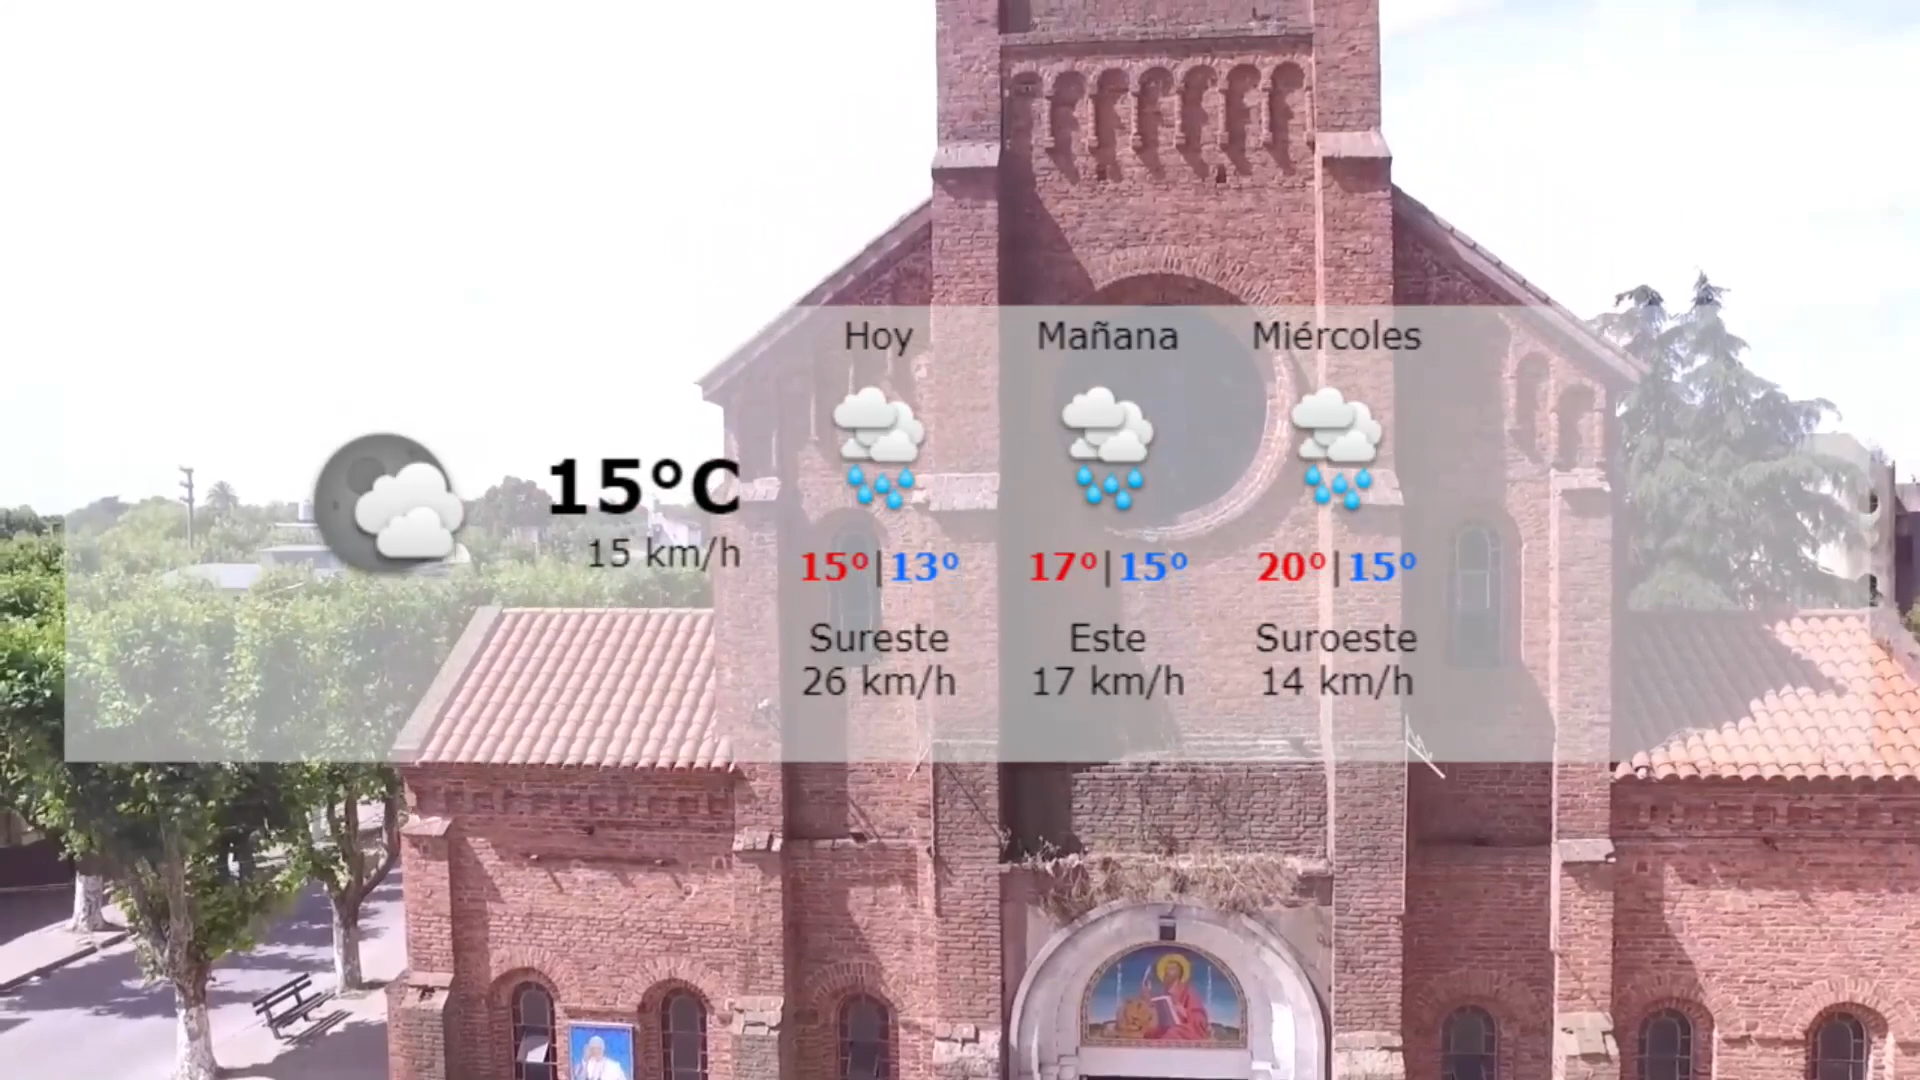 15°C
15 km/h
Hoy
15°|13°
Sureste
26 km/h
Mañana
17°|15°
Este
17 km/h
Miércoles
20°|15°
Suroeste
14 km/h